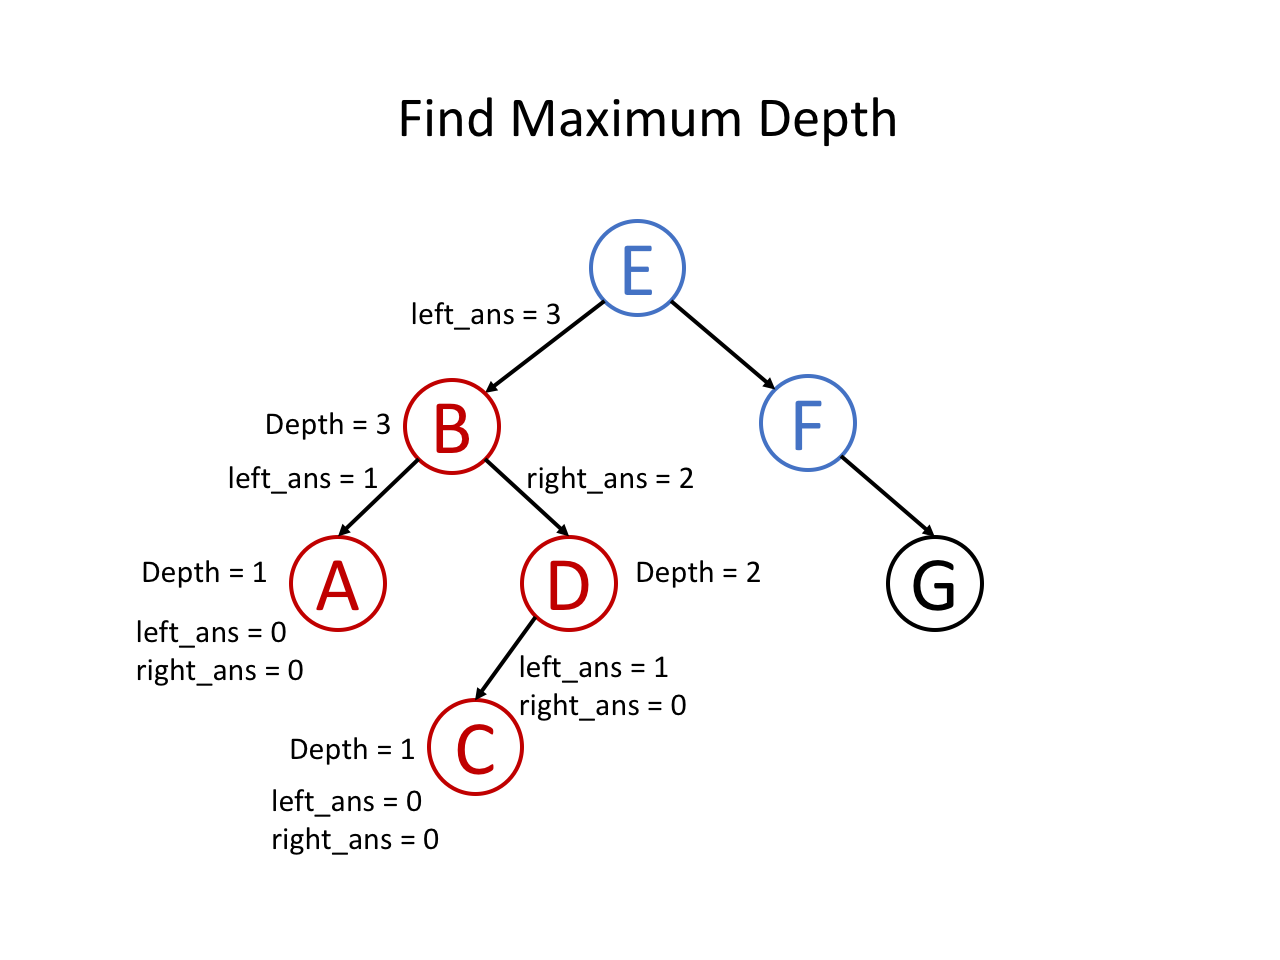 Find Maximum Depth
E
left_ans = 3
Depth = 3
B
F
left_ans = 1
right_ans = 2
Depth = 1
A
D
Depth = 2
G
left_ans = 0
right_ans = 0
left_ans = 1
right_ans = 0
Depth = 1
C
left_ans = 0
right_ans = 0